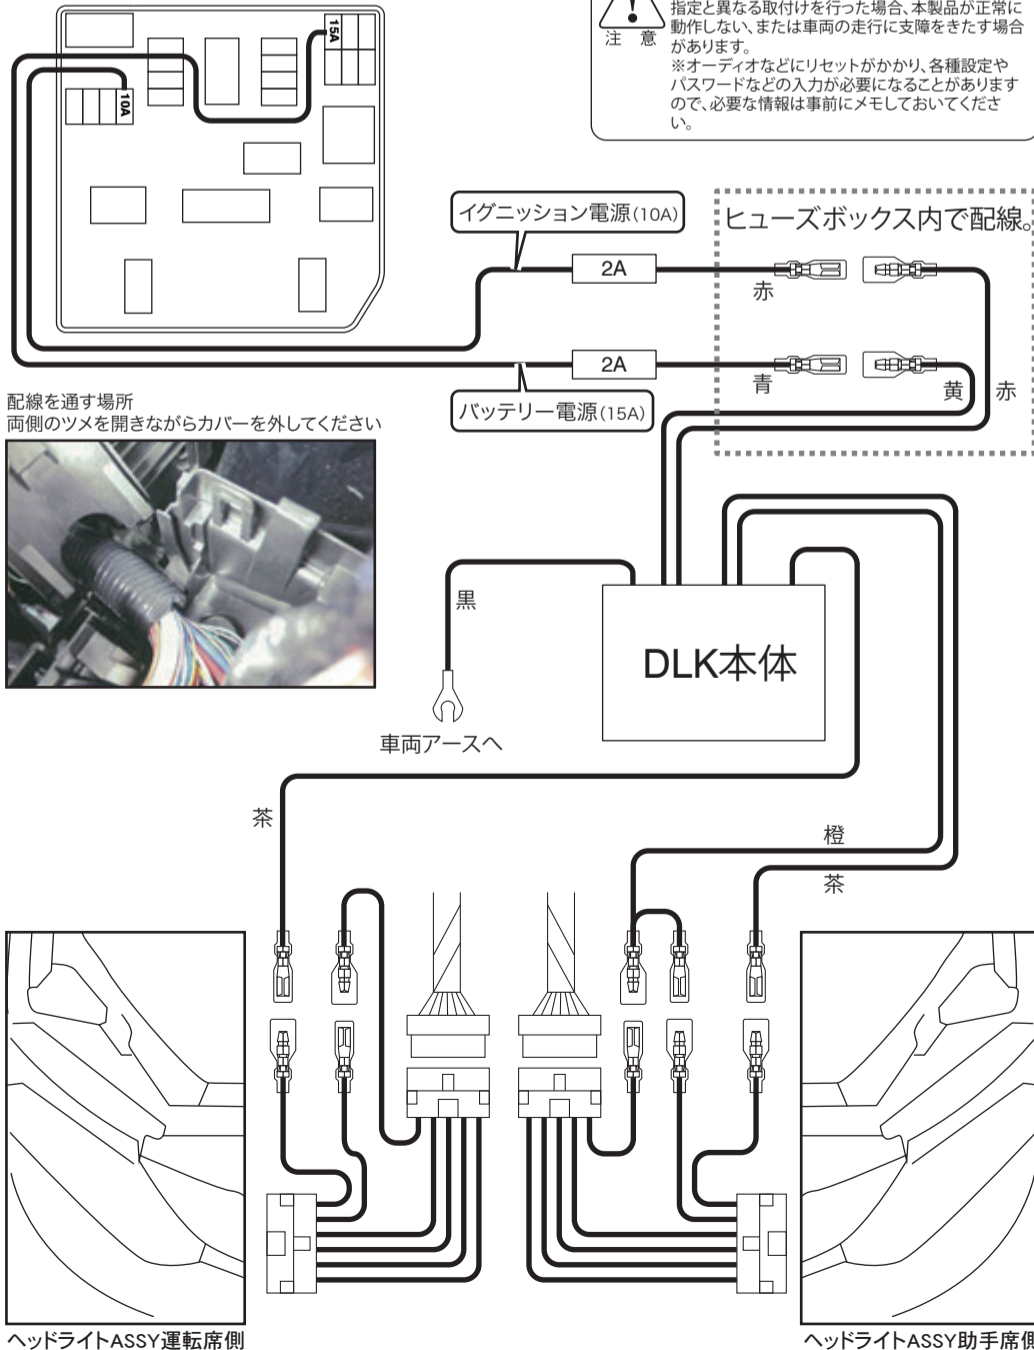 注意
指定と異なる取付けを行った場合、本製品が正常に
動作しない、または車両の走行に支障をきたす場合
があります。
※オーディオなどにリセットがかかり、各種設定や
パスワードなどの入力が必要になることがあります
ので、必要な情報は事前にメモしておいてくださ
い。
15A
10A
イグニッション電源(10A)
ヒューズボックス内で配線。
2A
赤
2A
青
黄
赤
バッテリー電源(15A)
配線を通す場所
両側のツメを開きながらカバーを外してください
黒
DLK本体
車両アースへ
茶
橙
茶
ヘッドライトASSY運転席側
ヘッドライトASSY助手席側